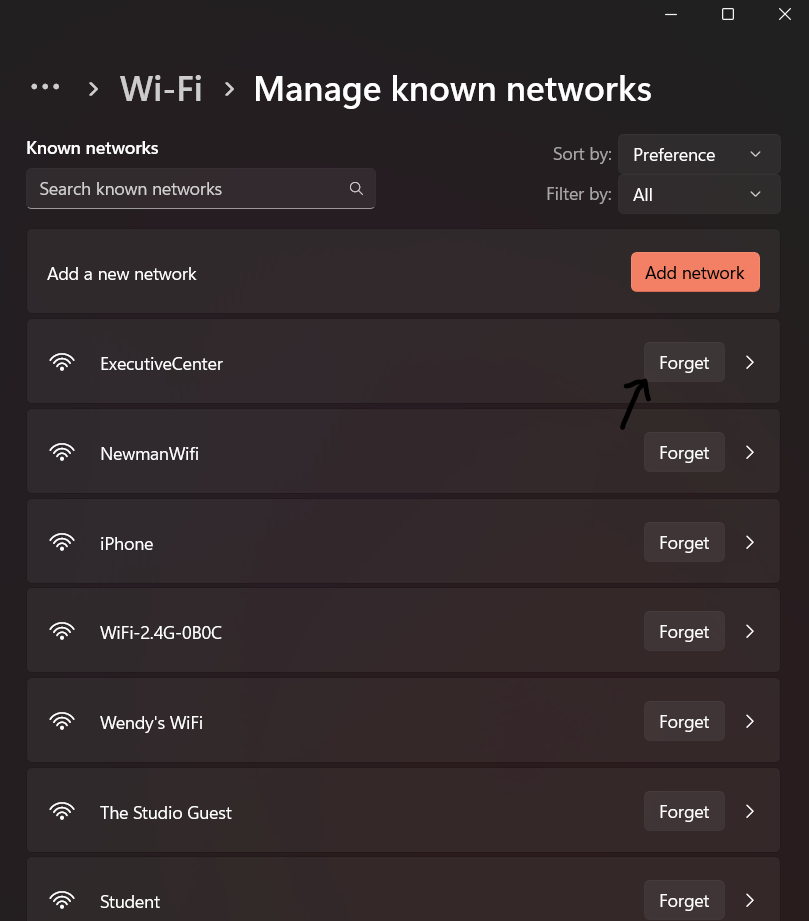 ... > Wi-Fi > Manage known networks
Known networks
Sort by: Preference
Search known networks
Filter by: All
Add a new network Add network
ExecutiveCenter Forget
NewmanWifi Forget
iPhone Forget
WiFi-2.4G-0B0C Forget
Wendy's WiFi Forget
The Studio Guest Forget
Student Forget